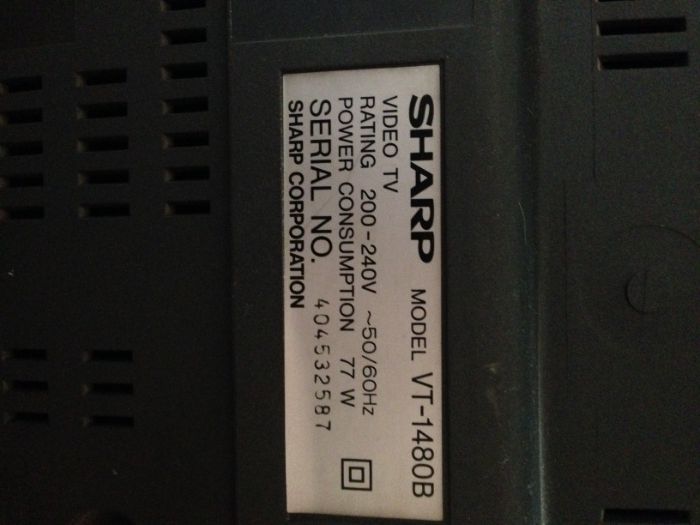 SHARP MODEL VT-1480B
VIDEO TV
RATING 200-240V ~50/60Hz
POWER CONSUMPTION 77 W
SERIAL NO. 404532587
SHARP CORPORATION